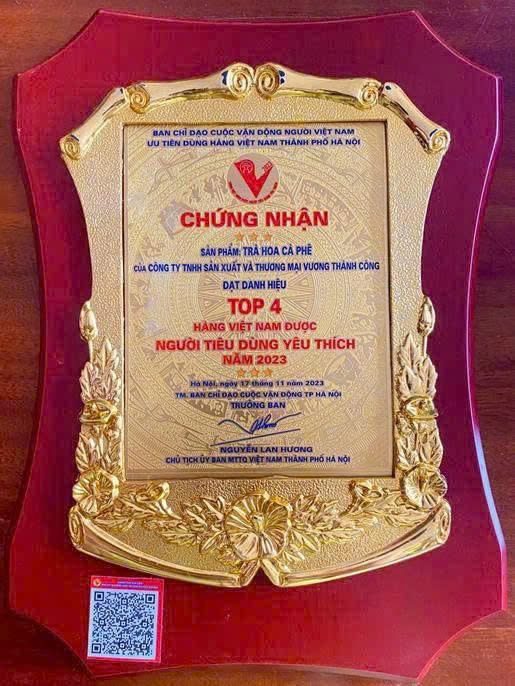 BAN CHỈ ĐẠO CUỘC VẬN ĐỘNG NGƯỜI VIỆT NAM
ƯU TIÊN DÙNG HÀNG VIỆT NAM THÀNH PHỐ HÀ NỘI
CHỨNG NHẬN
SẢN PHẨM: TRÀ HOA CÀ PHÊ
CỦA CÔNG TY TNHH SẢN XUẤT VÀ THƯƠNG MẠI VƯƠNG THÀNH CÔNG
ĐẠT DANH HIỆU
TOP 4
HÀNG VIỆT NAM ĐƯỢC
NGƯỜI TIÊU DÙNG YÊU THÍCH
NĂM 2023
Hà Nội, ngày 17 tháng 11 năm 2023
TM. BAN CHỈ ĐẠO CUỘC VẬN ĐỘNG TP HÀ NỘI
TRƯỞNG BAN
NGUYỄN LAN HƯƠNG
CHỦ TỊCH ỦY BAN MTTQ VIỆT NAM THÀNH PHỐ HÀ NỘI